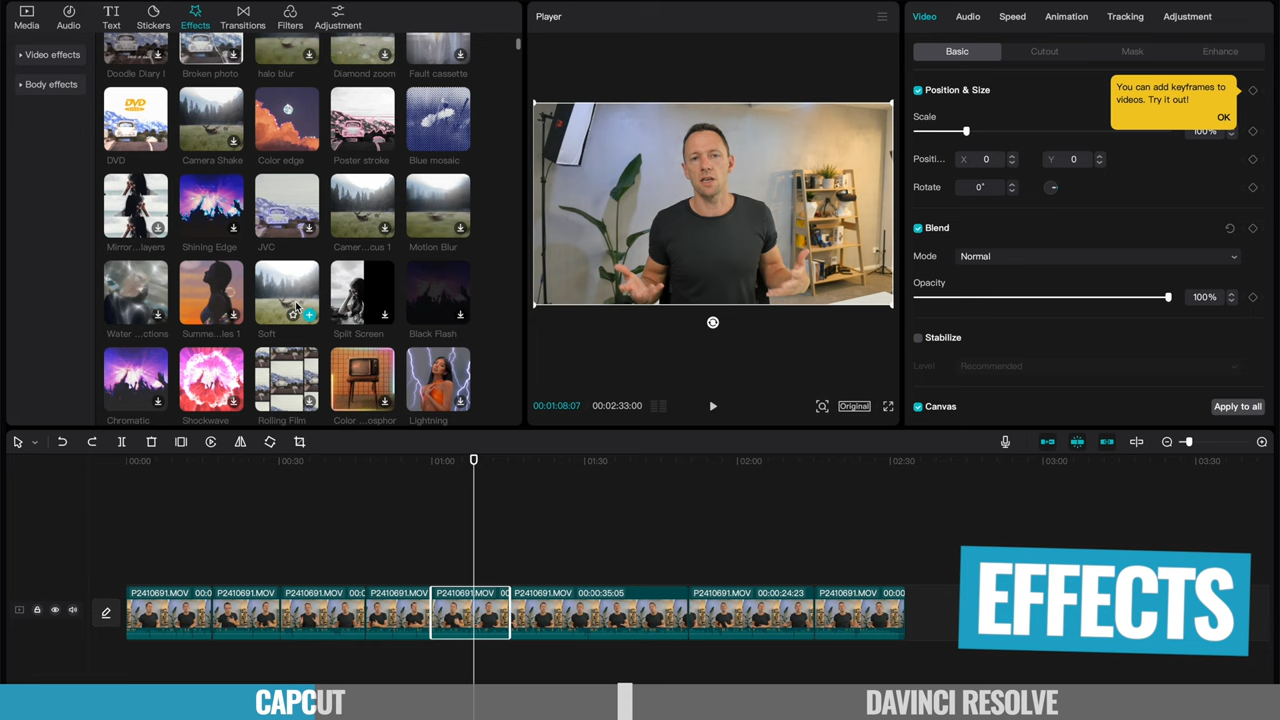 Media
Audio
Text
Stickers
Effects
Transitions
Filters
Adjustment
Video effects
Body effects
Doodle Diary I
Broken photo
halo blur
Diamond zoom
Fault cassette
DVD
DVD
Camera Shake
Color edge
Poster stroke
Blue mosaic
Mirror...layers
Shining Edge
JVC
Camer...cus 1
Motion Blur
Water ...ctions
Summe...les 1
Soft
Split Screen
Black Flash
Chromatic
Shockwave
Rolling Film
Color ...osphor
Lightning
Player
00:01:08:07
00:02:33:00
Original
Video
Audio
Speed
Animation
Tracking
Adjustment
Basic
Cutout
Mask
Enhance
Position & Size
You can add keyframes to
videos. Try it out!
OK
Scale
100%
Positi...
X
0
Y
0
Rotate
0°
Blend
Mode
Normal
Opacity
100%
Stabilize
Level
Recommended
Canvas
Apply to all
00:00
00:30
01:00
01:30
02:00
02:30
03:00
03:30
P2410691.MOV 00:0
P2410691.MOV
P2410691.MOV 00:0
P2410691.MOV
P2410691.MOV 00
P2410691.MOV 00:00:35:05
P2410691.MOV 00:00:24:23
P2410691.MOV 00:00
EFFECTS
CAPCUT
DAVINCI RESOLVE